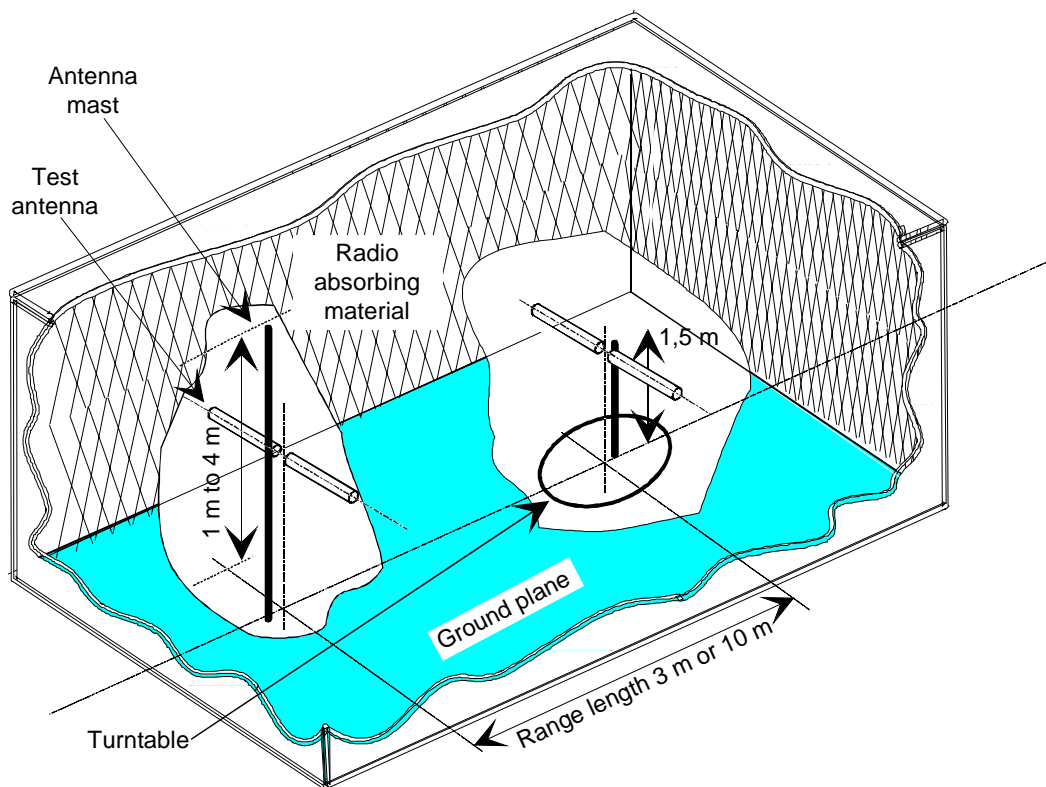 Antenna
mast
Test
antenna
Radio
absorbing
material
1,5 m
1 m to 4 m
Ground plane
Range length 3 m or 10 m
Turntable